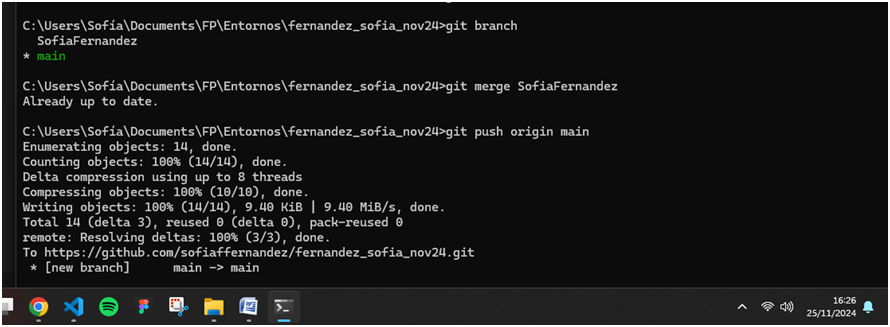 C:\Users\Sofía\Documents\FP\Entornos\fernandez_sofia_nov24>git branch
  SofiaFernandez
* main
C:\Users\Sofía\Documents\FP\Entornos\fernandez_sofia_nov24>git merge SofiaFernandez
Already up to date.
C:\Users\Sofía\Documents\FP\Entornos\fernandez_sofia_nov24>git push origin main
Enumerating objects: 14, done.
Counting objects: 100% (14/14), done.
Delta compression using up to 8 threads
Compressing objects: 100% (10/10), done.
Writing objects: 100% (14/14), 9.40 KiB | 9.40 MiB/s, done.
Total 14 (delta 3), reused 0 (delta 0), pack-reused 0
remote: Resolving deltas: 100% (3/3), done.
To https://github.com/sofiaffernandez/fernandez_sofia_nov24.git
 * [new branch]      main -> main
16:26
25/11/2024